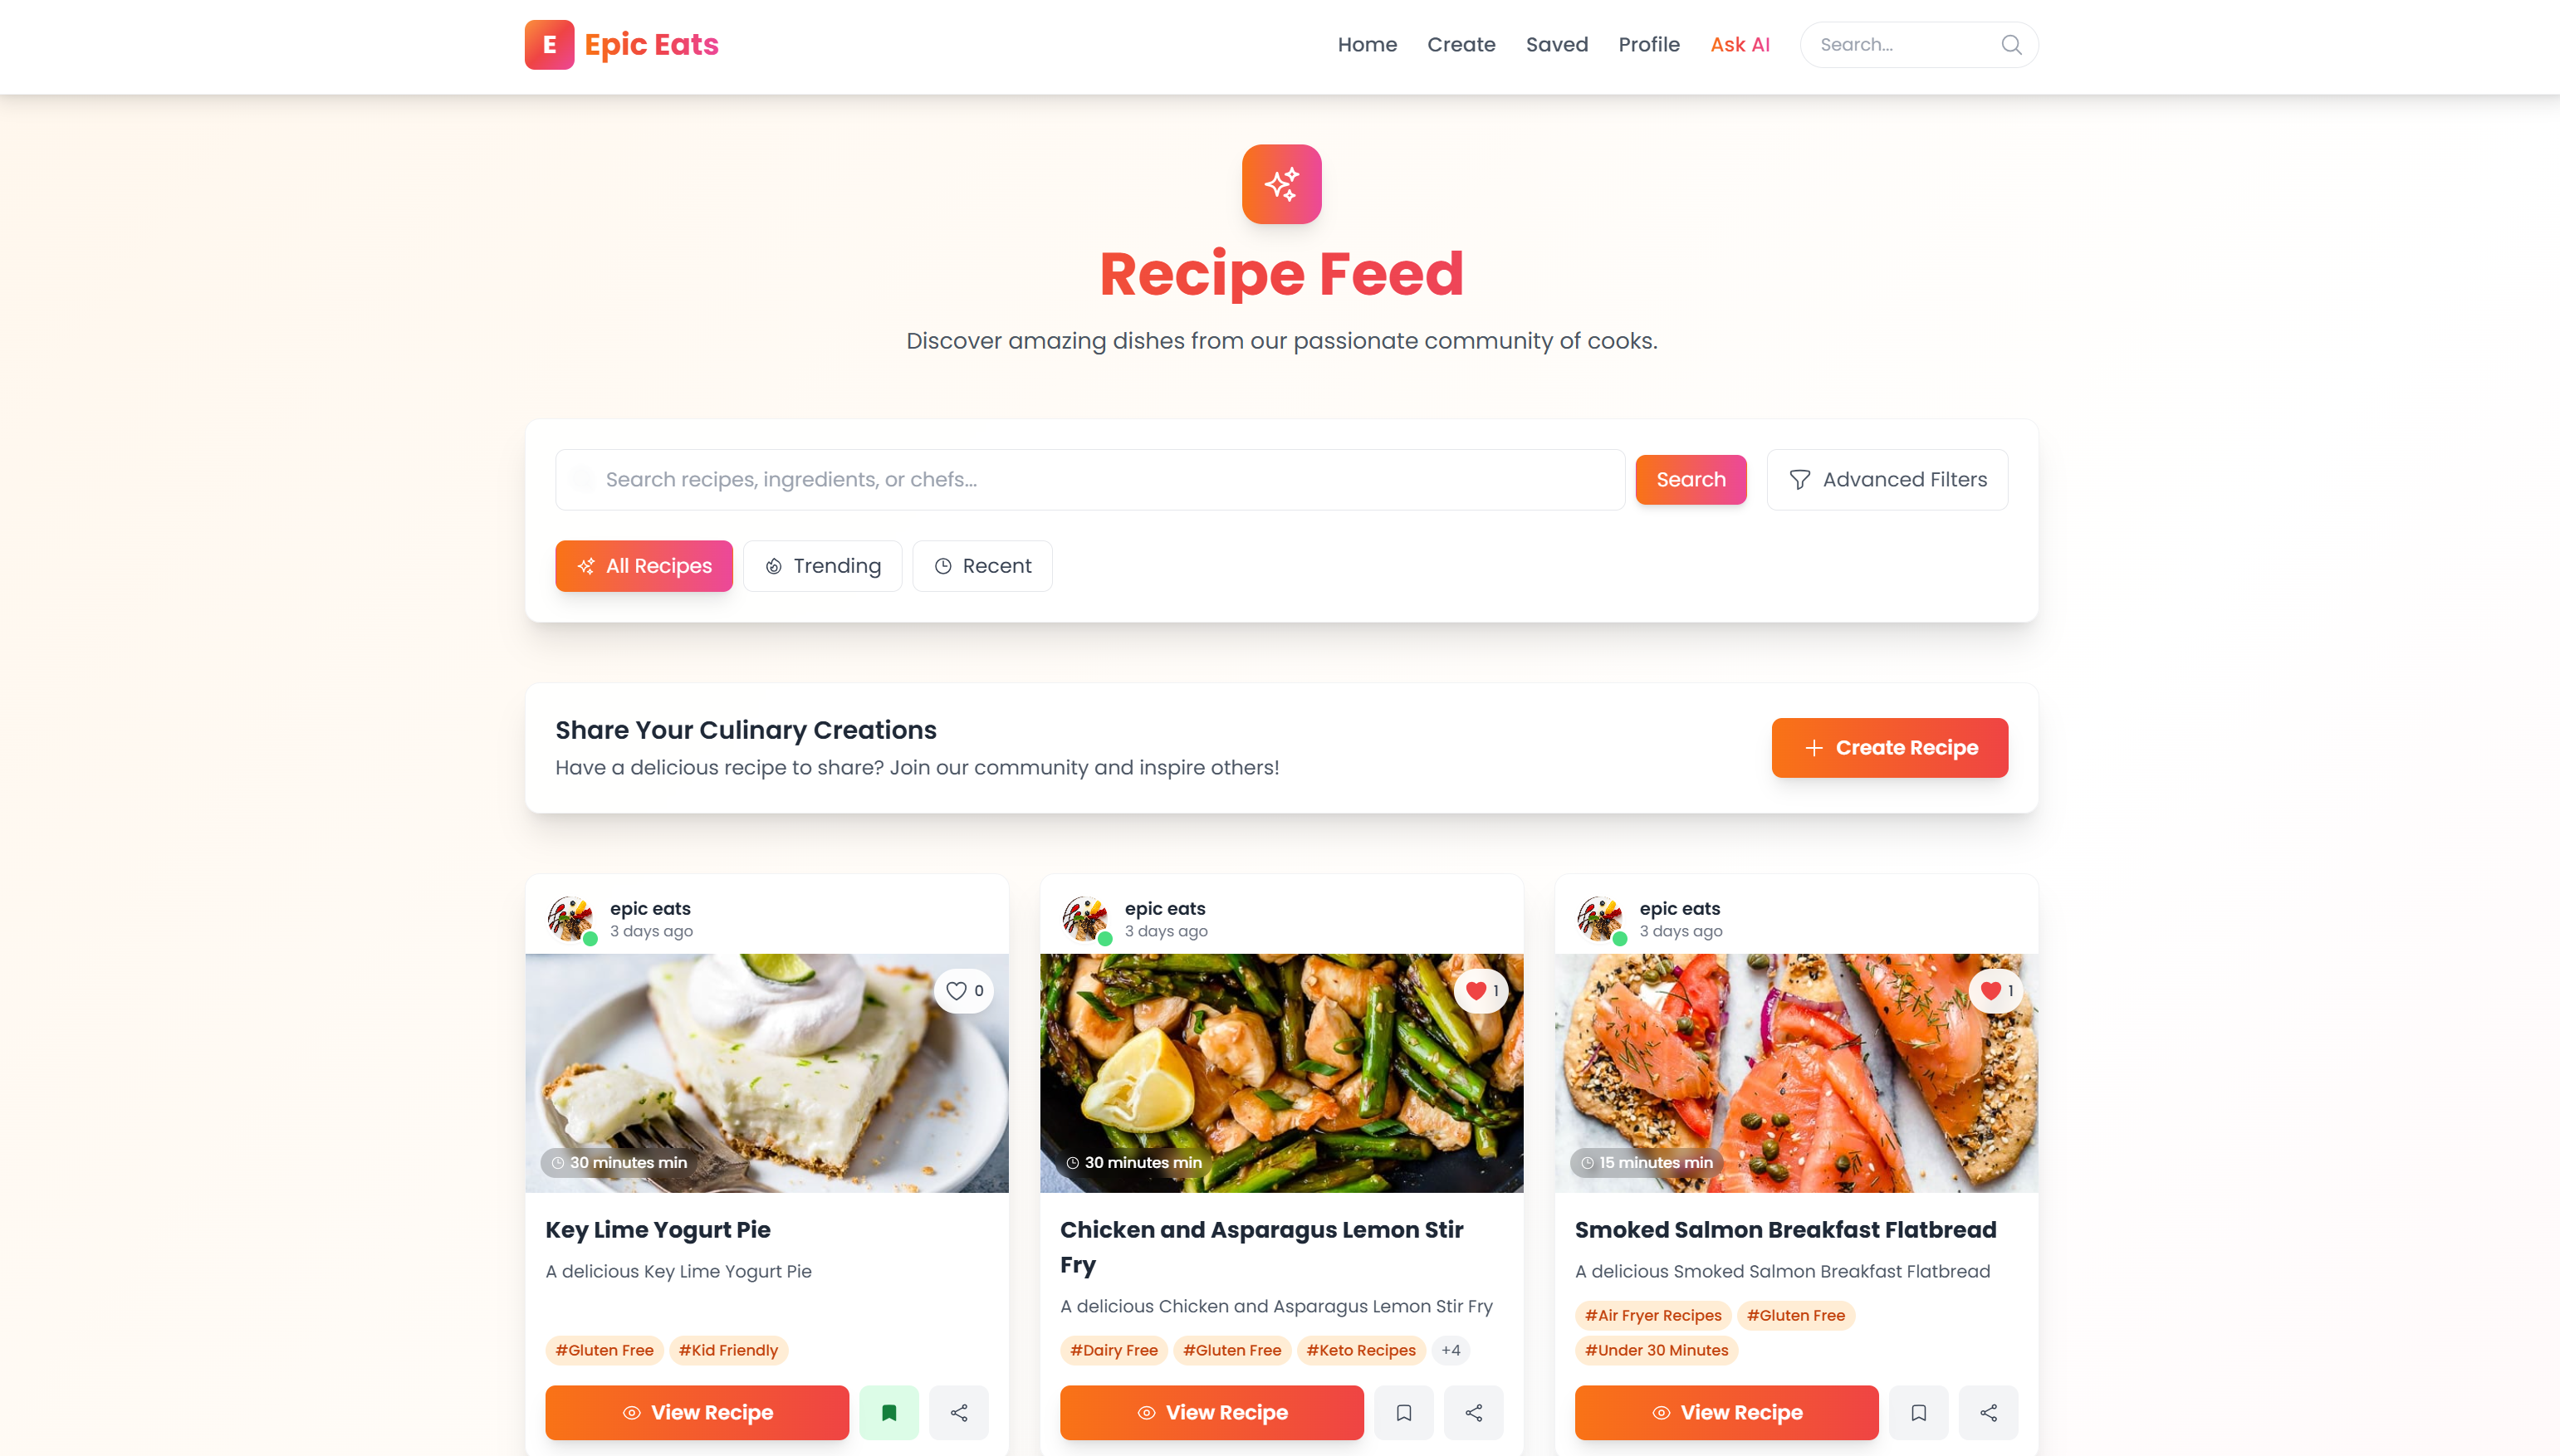 E Epic Eats
Home Create Saved Profile Ask AI Search...
Recipe Feed
Discover amazing dishes from our passionate community of cooks.
Search recipes, ingredients, or chefs... Search Advanced Filters
All Recipes Trending Recent
Share Your Culinary Creations
Have a delicious recipe to share? Join our community and inspire others!
Create Recipe
epic eats
3 days ago
0
30 minutes min
Key Lime Yogurt Pie
A delicious Key Lime Yogurt Pie
#Gluten Free #Kid Friendly
View Recipe
epic eats
3 days ago
1
30 minutes min
Chicken and Asparagus Lemon Stir
Fry
A delicious Chicken and Asparagus Lemon Stir Fry
#Dairy Free #Gluten Free #Keto Recipes +4
View Recipe
epic eats
3 days ago
1
15 minutes min
Smoked Salmon Breakfast Flatbread
A delicious Smoked Salmon Breakfast Flatbread
#Air Fryer Recipes #Gluten Free
#Under 30 Minutes
View Recipe